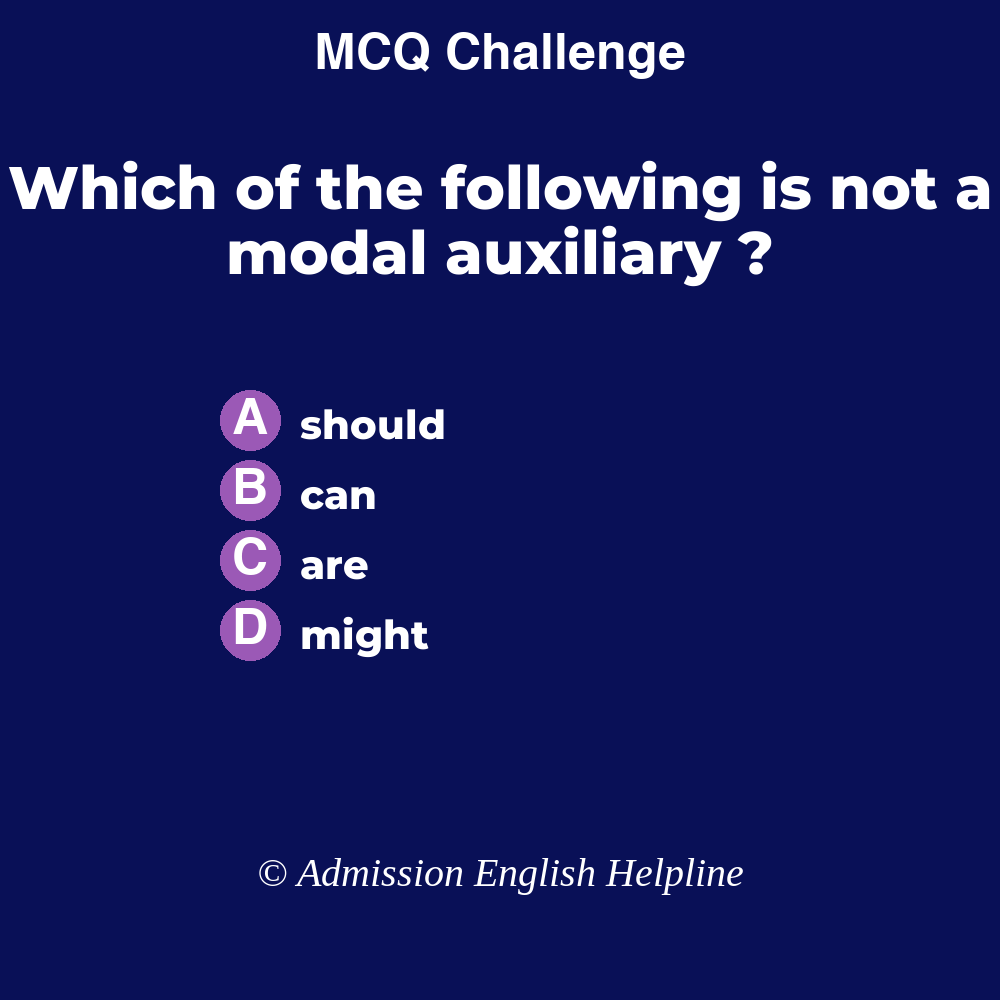 MCQ Challenge
Which of the following is not a
modal auxiliary ?
A should
B can
C are
D might
© Admission English Helpline